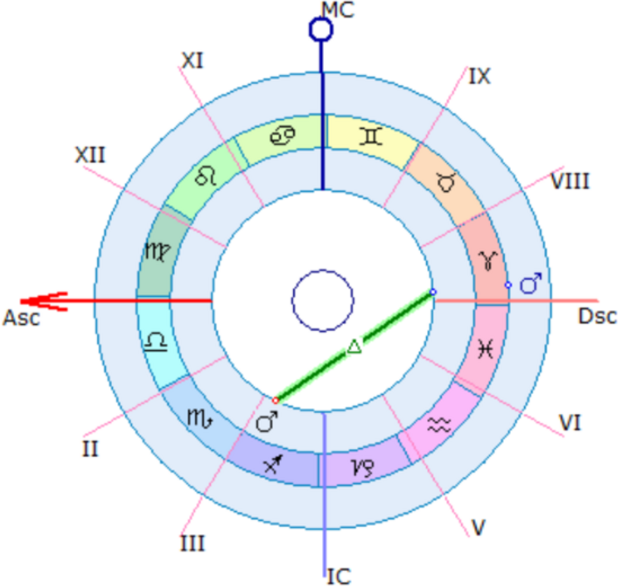 MC
XI
IX
♋
♊
XII
♌
♉
VIII
♍
♈
♂
Asc
Dsc
♎
△
♓
♂
♏
♒
II
VI
♐
♑
III
V
IC